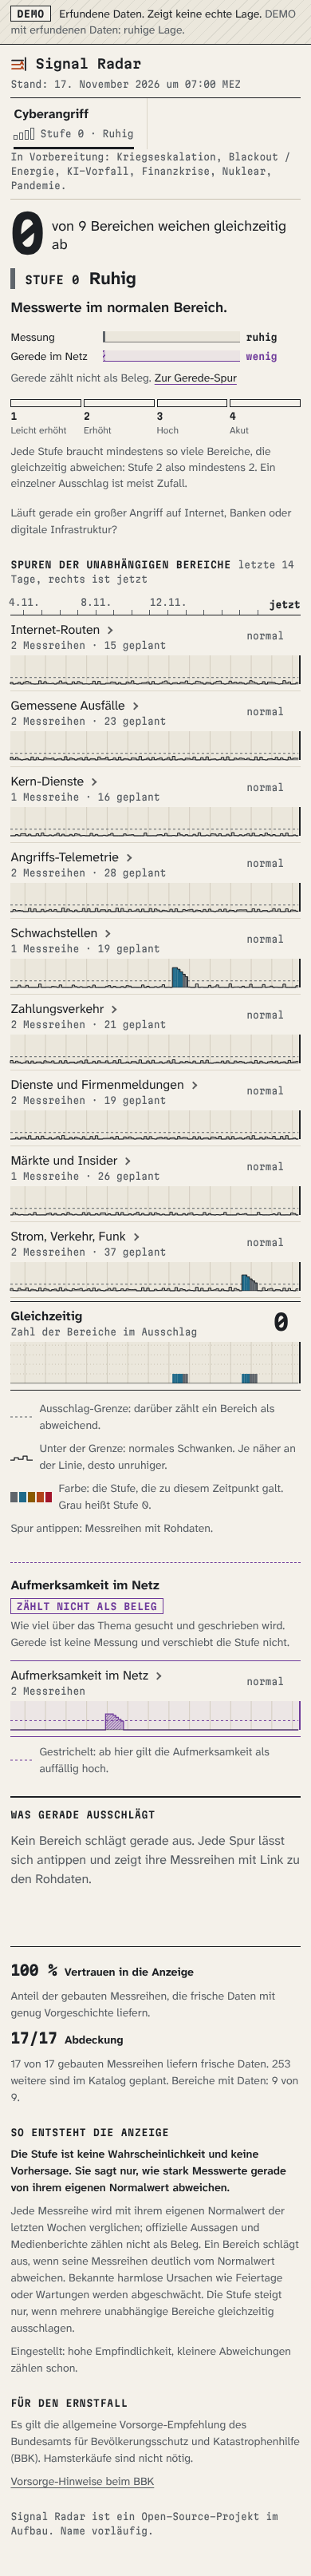 DEMO Erfundene Daten. Zeigt keine echte Lage. DEMO
mit erfundenen Daten: ruhige Lage.
Signal Radar
Stand: 17. November 2026 um 07:00 MEZ
Cyberangriff
Stufe 0 · Ruhig
In Vorbereitung: Kriegseskalation, Blackout /
Energie, KI-Vorfall, Finanzkrise, Nuklear,
Pandemie.
0 von 9 Bereichen weichen gleichzeitig
ab
STUFE 0 Ruhig
Messwerte im normalen Bereich.
Messung ruhig
Gerede im Netz wenig
Gerede zählt nicht als Beleg. Zur Gerede-Spur
1 2 3 4
Leicht erhöht Erhöht Hoch Akut
Jede Stufe braucht mindestens so viele Bereiche, die
gleichzeitig abweichen: Stufe 2 also mindestens 2. Ein
einzelner Ausschlag ist meist Zufall.
Läuft gerade ein großer Angriff auf Internet, Banken oder
digitale Infrastruktur?
SPUREN DER UNABHÄNGIGEN BEREICHE letzte 14
Tage, rechts ist jetzt
4.11. 8.11. 12.11. jetzt
Internet-Routen
normal
2 Messreihen · 15 geplant
Gemessene Ausfälle
normal
2 Messreihen · 23 geplant
Kern-Dienste
normal
1 Messreihe · 16 geplant
Angriffs-Telemetrie
normal
2 Messreihen · 28 geplant
Schwachstellen
normal
1 Messreihe · 19 geplant
Zahlungsverkehr
normal
2 Messreihen · 21 geplant
Dienste und Firmenmeldungen
normal
2 Messreihen · 19 geplant
Märkte und Insider
normal
1 Messreihe · 26 geplant
Strom, Verkehr, Funk
normal
2 Messreihen · 37 geplant
Gleichzeitig
0
Zahl der Bereiche im Ausschlag
Ausschlag-Grenze: darüber zählt ein Bereich als
abweichend.
Unter der Grenze: normales Schwanken. Je näher an
der Linie, desto unruhiger.
Farbe: die Stufe, die zu diesem Zeitpunkt galt.
Grau heißt Stufe 0.
Spur antippen: Messreihen mit Rohdaten.
Aufmerksamkeit im Netz
ZÄHLT NICHT ALS BELEG
Wie viel über das Thema gesucht und geschrieben wird.
Gerede ist keine Messung und verschiebt die Stufe nicht.
Aufmerksamkeit im Netz
normal
2 Messreihen
Gestrichelt: ab hier gilt die Aufmerksamkeit als
auffällig hoch.
WAS GERADE AUSSCHLÄGT
Kein Bereich schlägt gerade aus. Jede Spur lässt
sich antippen und zeigt ihre Messreihen mit Link zu
den Rohdaten.
100 % Vertrauen in die Anzeige
Anteil der gebauten Messreihen, die frische Daten mit
genug Vorgeschichte liefern.
17/17 Abdeckung
17 von 17 gebauten Messreihen liefern frische Daten. 253
weitere sind im Katalog geplant. Bereiche mit Daten: 9 von
9.
SO ENTSTEHT DIE ANZEIGE
Die Stufe ist keine Wahrscheinlichkeit und keine
Vorhersage. Sie sagt nur, wie stark Messwerte gerade
von ihrem eigenen Normalwert abweichen.
Jede Messreihe wird mit ihrem eigenen Normalwert der
letzten Wochen verglichen; offizielle Aussagen und
Medienberichte zählen nicht als Beleg. Ein Bereich schlägt
aus, wenn seine Messreihen deutlich vom Normalwert
abweichen. Bekannte harmlose Ursachen wie Feiertage
oder Wartungen werden abgeschwächt. Die Stufe steigt
nur, wenn mehrere unabhängige Bereiche gleichzeitig
ausschlagen.
Eingestellt: hohe Empfindlichkeit, kleinere Abweichungen
zählen schon.
FÜR DEN ERNSTFALL
Es gilt die allgemeine Vorsorge-Empfehlung des
Bundesamts für Bevölkerungsschutz und Katastrophenhilfe
(BBK). Hamsterkäufe sind nicht nötig.
Vorsorge-Hinweise beim BBK
Signal Radar ist ein Open-Source-Projekt im
Aufbau. Name vorläufig.